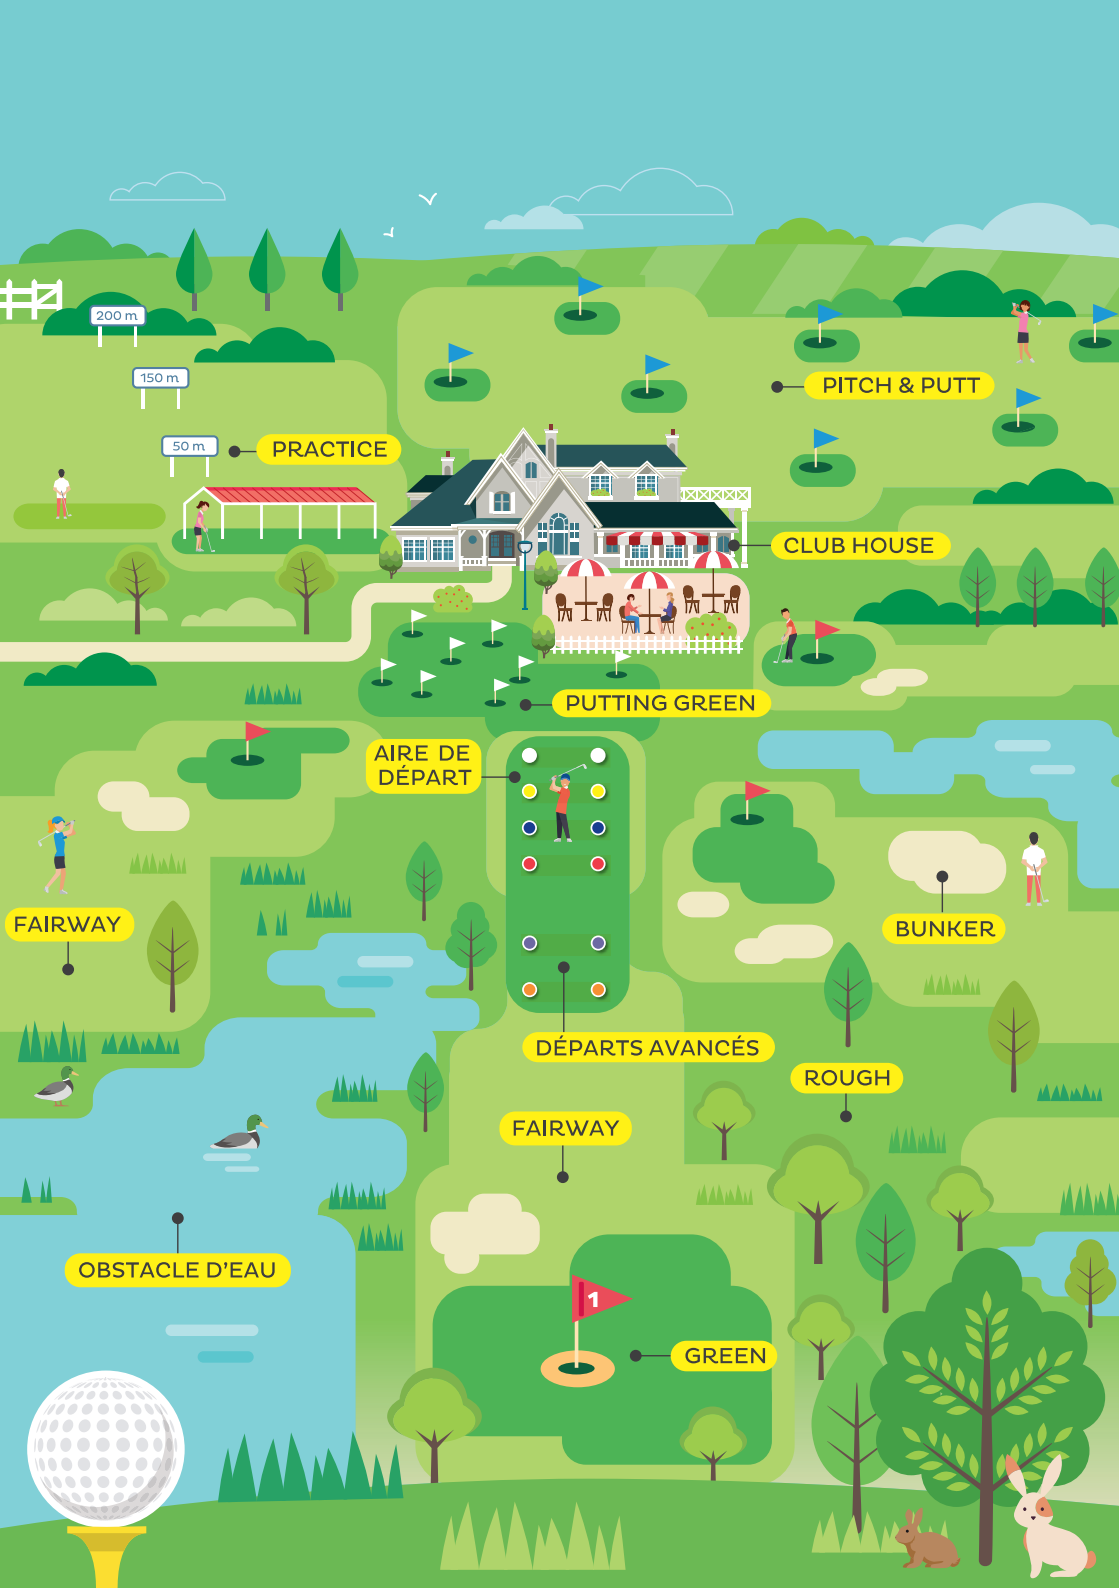 200 m
150 m
50 m
PITCH & PUTT
PRACTICE
CLUB HOUSE
PUTTING GREEN
AIRE DE
DÉPART
FAIRWAY
BUNKER
DÉPARTS AVANCÉS
ROUGH
FAIRWAY
OBSTACLE D'EAU
1
GREEN